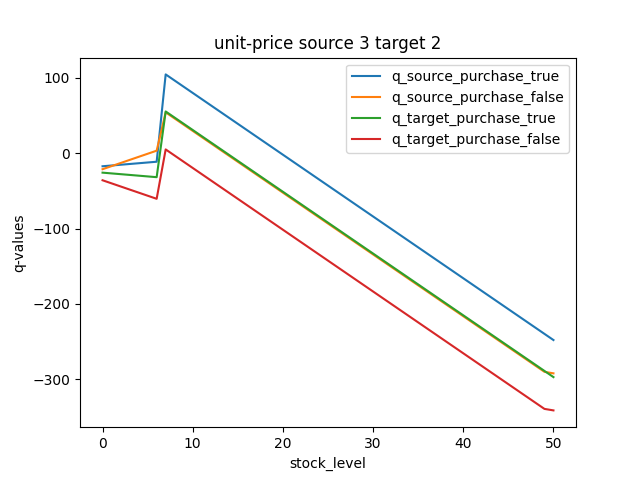 unit-price source 3 target 2
q_source_purchase_true
q_source_purchase_false
q_target_purchase_true
q_target_purchase_false
q-values
100
0
−100
−200
−300
0 10 20 30 40 50
stock_level